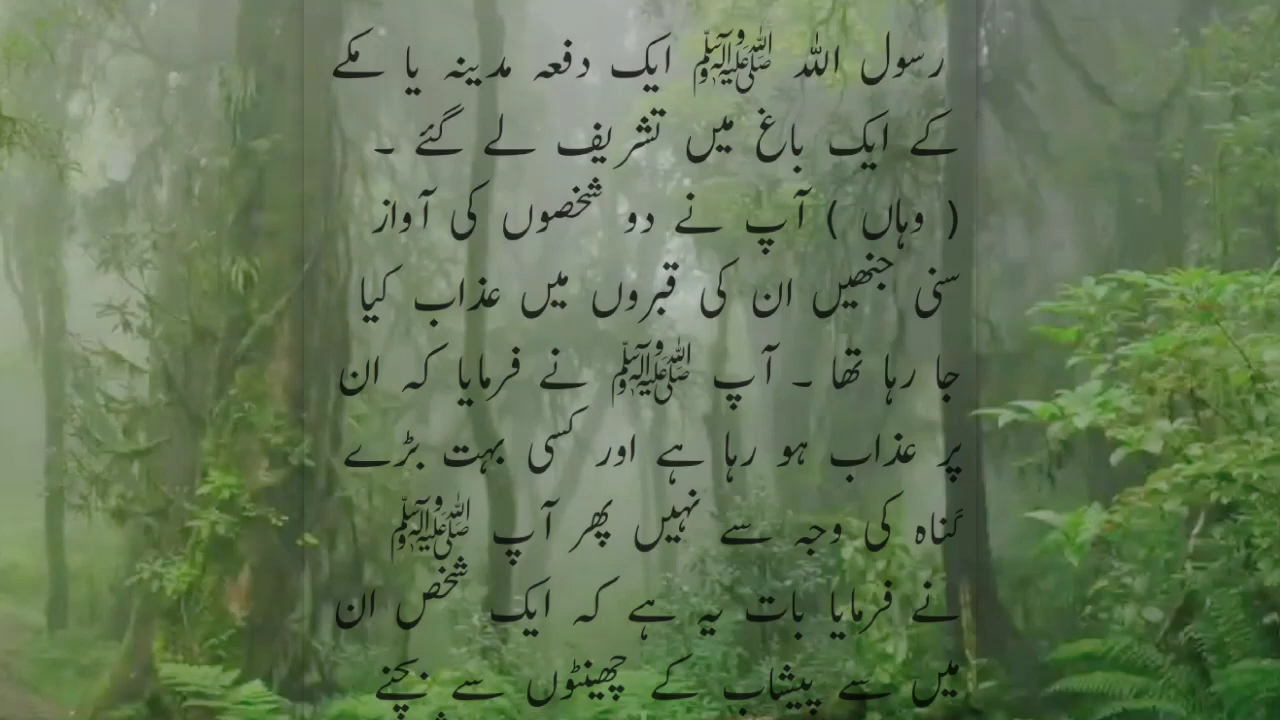 رسول اللہ ﷺ ایک دفعہ مدینہ یا مکے
کے ایک باغ میں تشریف لے گئے ۔
( وہاں ) آپ نے دو شخصوں کی آواز
سنی جنھیں ان کی قبروں میں عذاب کیا
جا رہا تھا ۔ آپ ﷺ نے فرمایا کہ ان
پر عذاب ہو رہا ہے اور کسی بہت بڑے
گناہ کی وجہ سے نہیں پھر آپ ﷺ
نے فرمایا بات یہ ہے کہ ایک شخص ان
میں سے پیشاب کے چھینٹوں سے بچنے